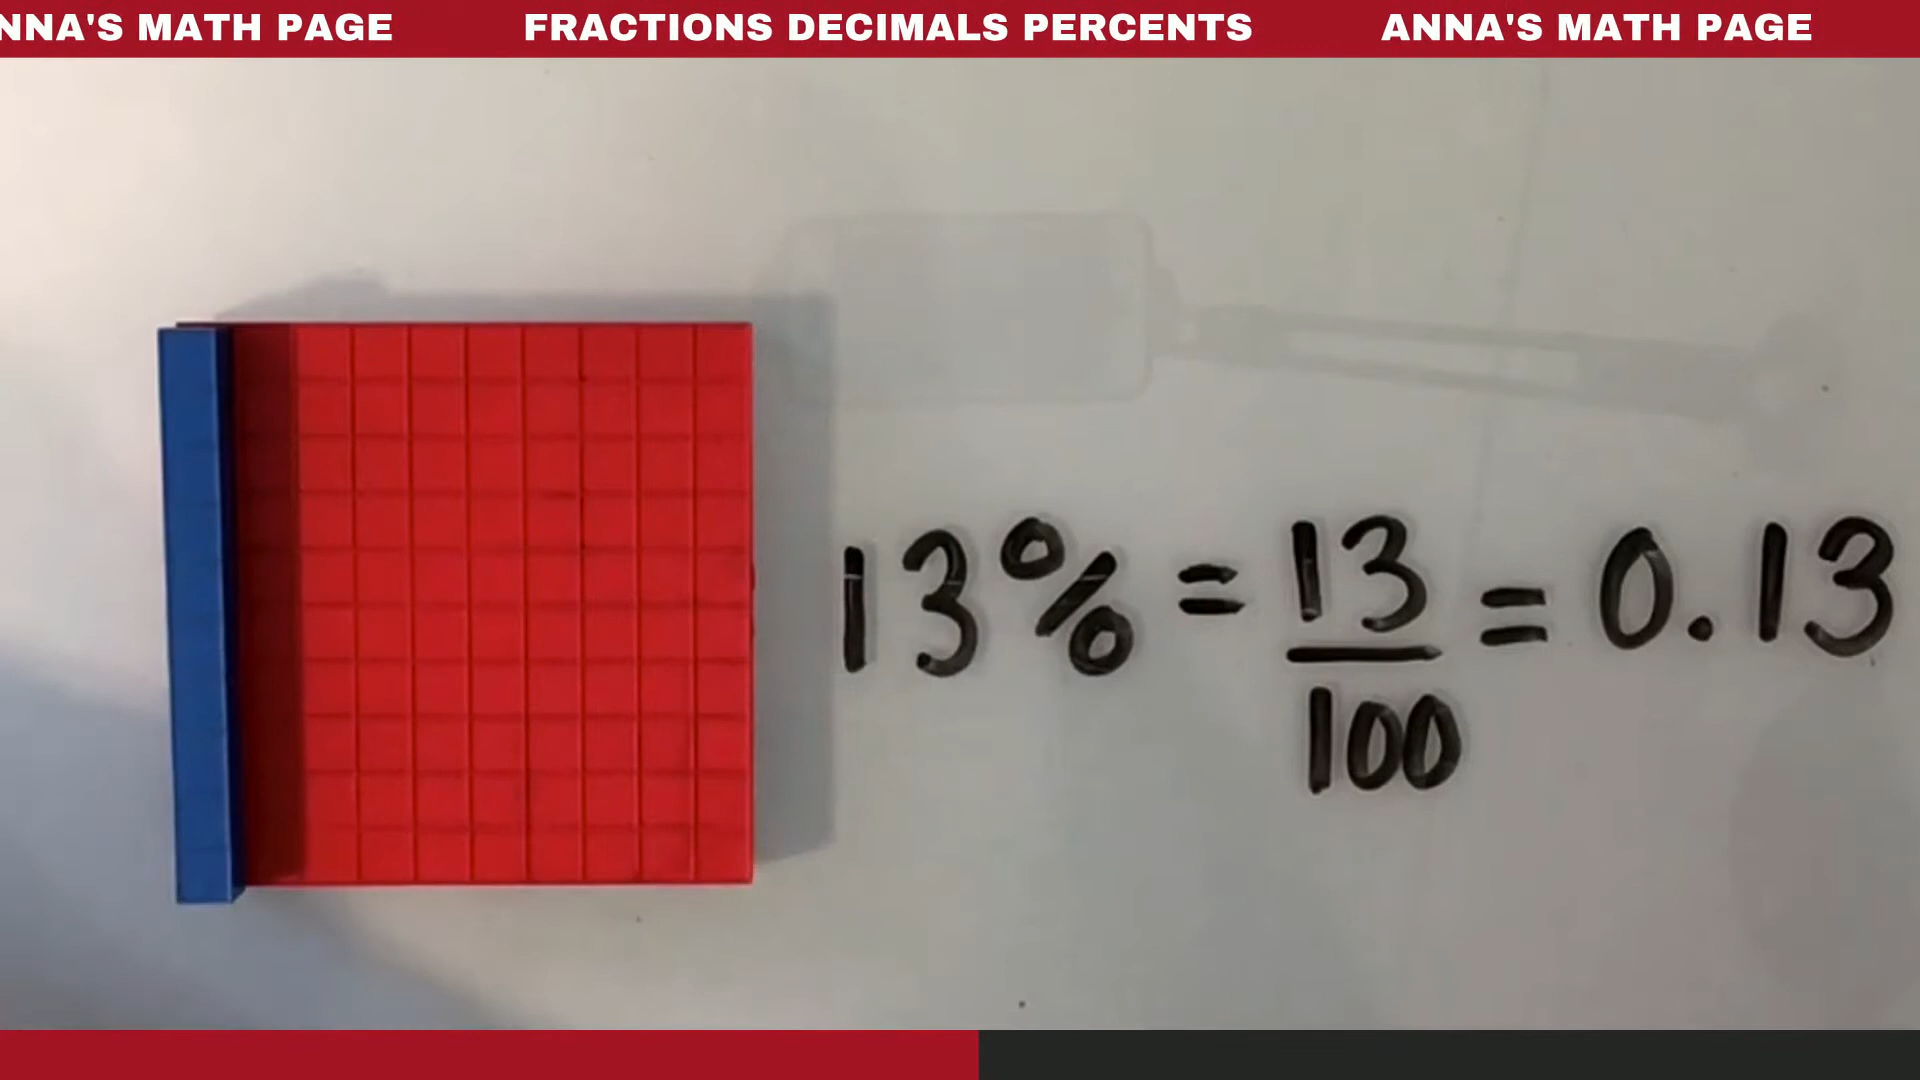 NNA'S MATH PAGE FRACTIONS DECIMALS PERCENTS ANNA'S MATH PAGE
13% = 13/100 = 0.13